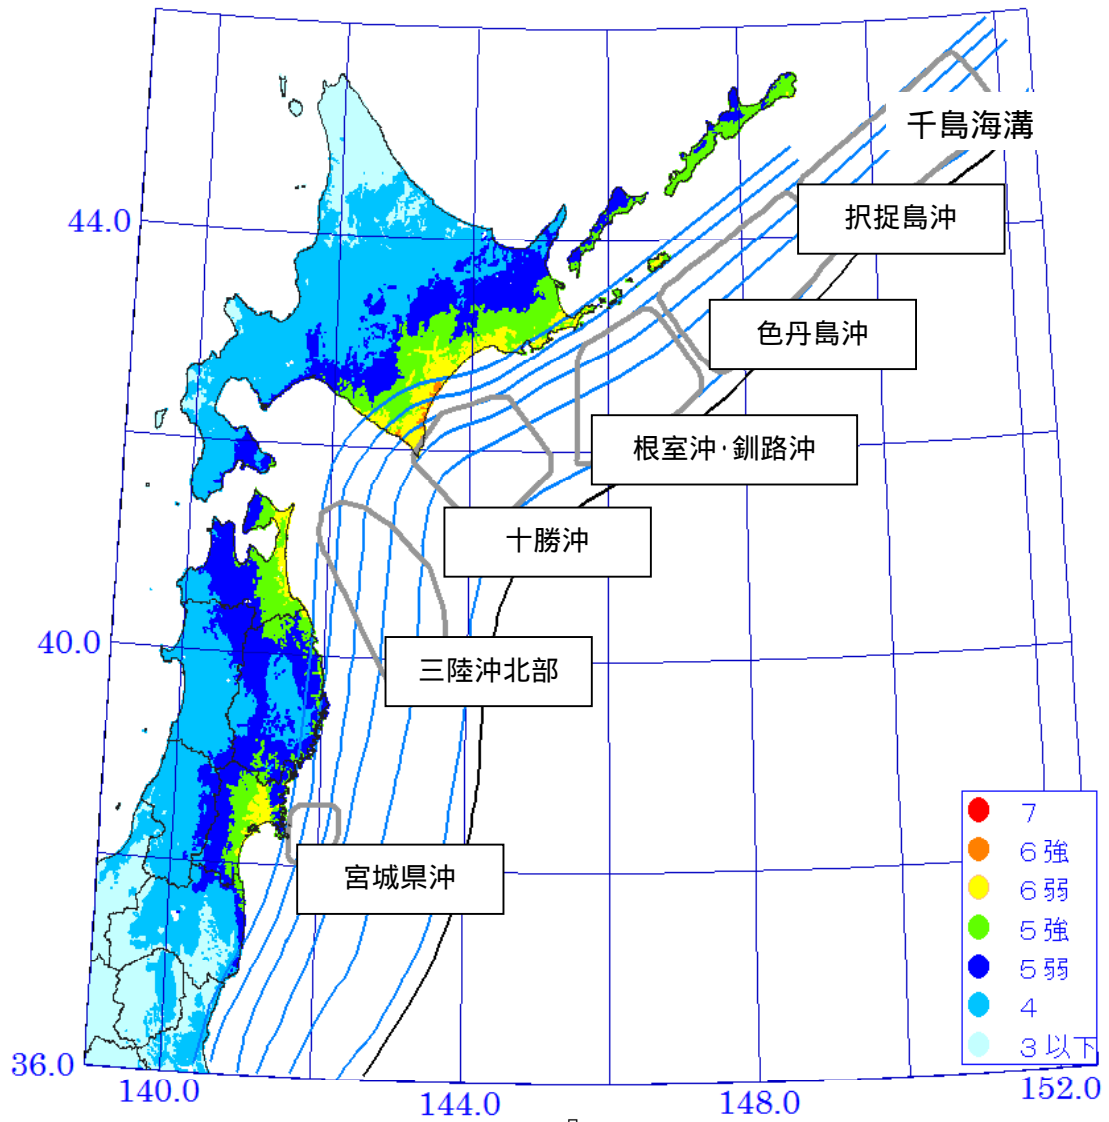 千島海溝
択捉島沖
44.0
色丹島沖
根室沖・釧路沖
十勝沖
40.0
三陸沖北部
宮城県沖
7
6強
6弱
5強
5弱
4
3以下
36.0
140.0
144.0
148.0
152.0